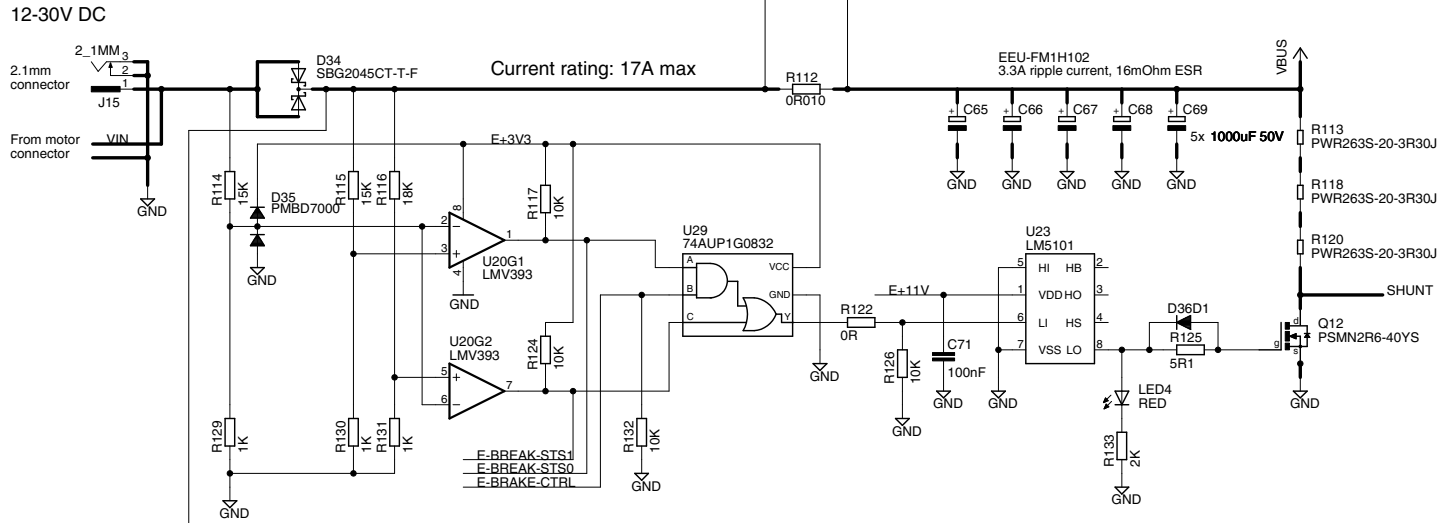 12-30V DC
2_1MM
3
2
1
2.1mm
connector
J15
From motor
connector
VIN
GND
D34
SBG2045CT-T-F
Current rating: 17A max
R112
0R010
EEU-FM1H102
3.3A ripple current, 16mOhm ESR
VBUS
C65
C66
C67
C68
C69
5x 1000uF 50V
GND
GND
GND
GND
GND
R113
PWR263S-20-3R30J
R118
PWR263S-20-3R30J
R120
PWR263S-20-3R30J
SHUNT
E+3V3
R114
15K
D35
PMBD7000
GND
R115
15K
R116
18K
R117
10K
8
2
3
1
4
U20G1
LMV393
GND
U20G2
LMV393
5
6
7
R124
10K
U29
74AUP1G0832
A
B
C
VCC
GND
Y
GND
R129
1K
R130
1K
R131
1K
GND
E-BREAK-STS1
E-BREAK-STS0
E-BRAKE-CTRL
R132
10K
GND
R122
0R
R126
10K
GND
E+11V
C71
100nF
GND
GND
U23
LM5101
5 HI HB 2
1 VDD HO 3
6 LI HS 4
7 VSS LO 8
D36D1
R125
5R1
LED4
RED
R133
2K
GND
d
g
s
Q12
PSMN2R6-40YS
GND